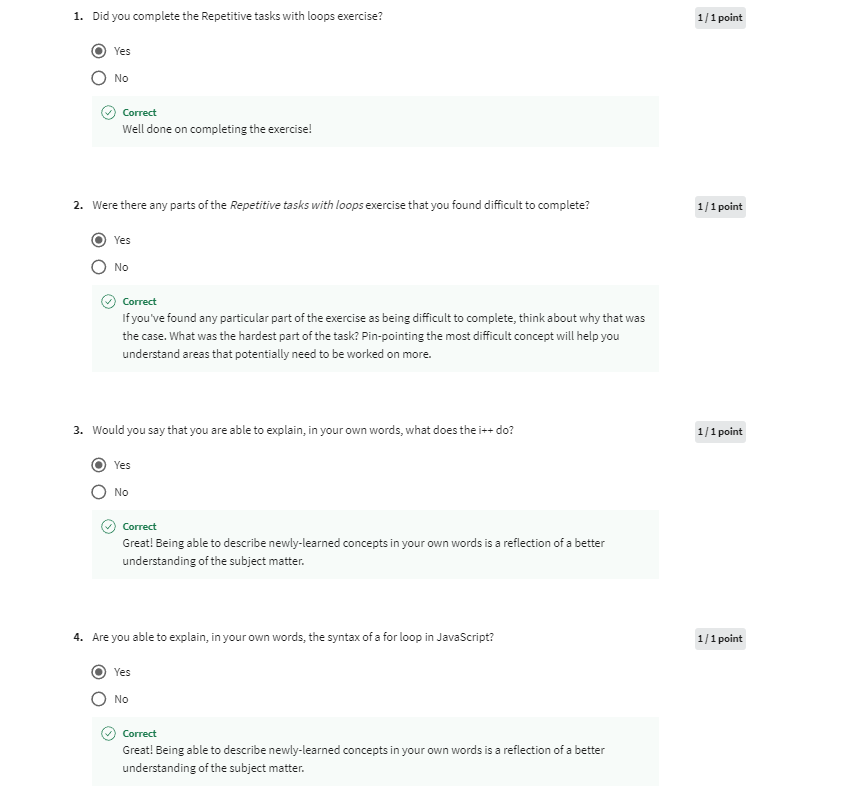 1. Did you complete the Repetitive tasks with loops exercise?
1 / 1 point
Yes
No
Correct
Well done on completing the exercise!
2. Were there any parts of the Repetitive tasks with loops exercise that you found difficult to complete?
1 / 1 point
Yes
No
Correct
If you've found any particular part of the exercise as being difficult to complete, think about why that was
the case. What was the hardest part of the task? Pin-pointing the most difficult concept will help you
understand areas that potentially need to be worked on more.
3. Would you say that you are able to explain, in your own words, what does the i++ do?
1 / 1 point
Yes
No
Correct
Great! Being able to describe newly-learned concepts in your own words is a reflection of a better
understanding of the subject matter.
4. Are you able to explain, in your own words, the syntax of a for loop in JavaScript?
1 / 1 point
Yes
No
Correct
Great! Being able to describe newly-learned concepts in your own words is a reflection of a better
understanding of the subject matter.